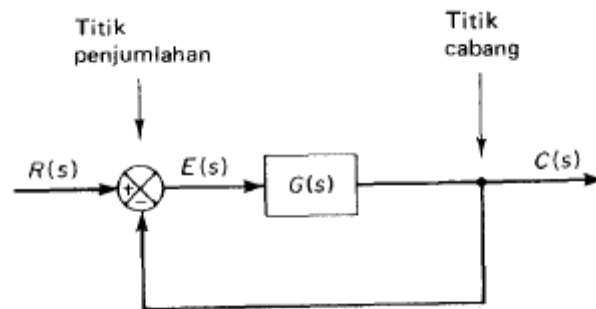 Titik
penjumlahan
Titik
cabang
R(s)
E(s)
G(s)
C(s)
+
−